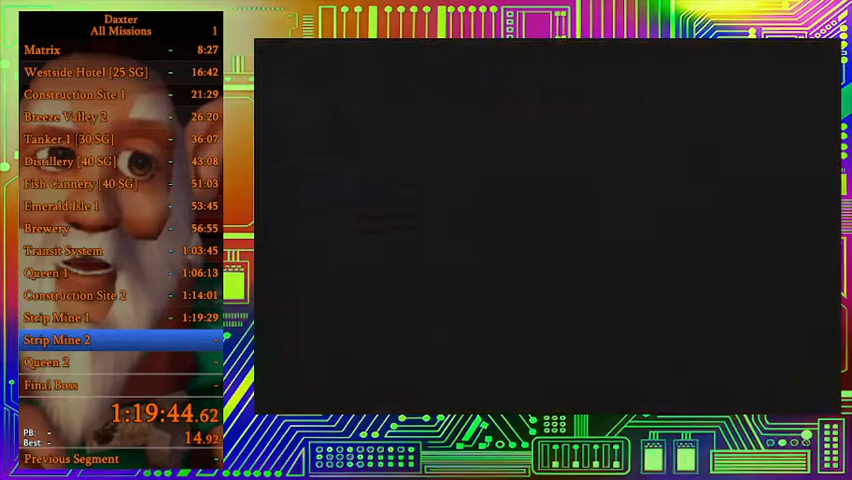 Daxter
All Missions 1
Matrix - 8:27
Westside Hotel [25 SG] - 16:42
Construction Site 1 - 21:29
Breeze Valley 2 - 26:20
Tanker 1 [30 SG] - 36:07
Distillery [40 SG] - 43:08
Fish Cannery [40 SG] - 51:03
Emerald Isle 1 - 53:45
Brewery - 56:55
Transit System - 1:03:45
Queen 1 - 1:06:13
Construction Site 2 - 1:14:01
Strip Mine 1 - 1:19:29
Strip Mine 2 -
Queen 2 -
Final Boss -
1:19:44.62
PB: -
Best: - 14.92
Previous Segment -